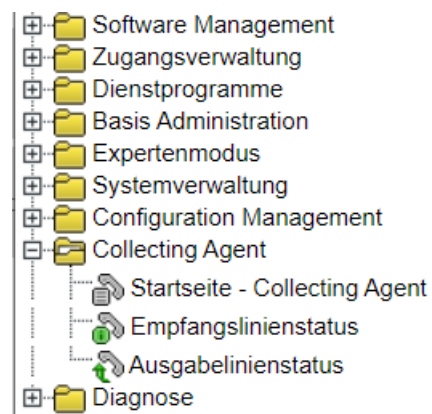 Software Management
Zugangsverwaltung
Dienstprogramme
Basis Administration
Expertenmodus
Systemverwaltung
Configuration Management
Collecting Agent
Startseite - Collecting Agent
Empfangslinienstatus
Ausgabelinienstatus
Diagnose